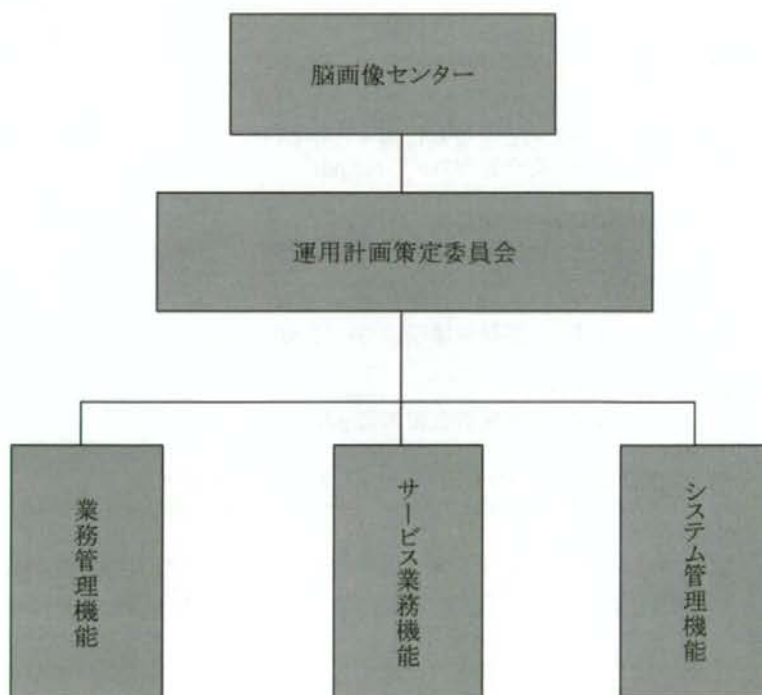 脳画像センター
運用計画策定委員会
業務管理機能
サービス業務機能
システム管理機能